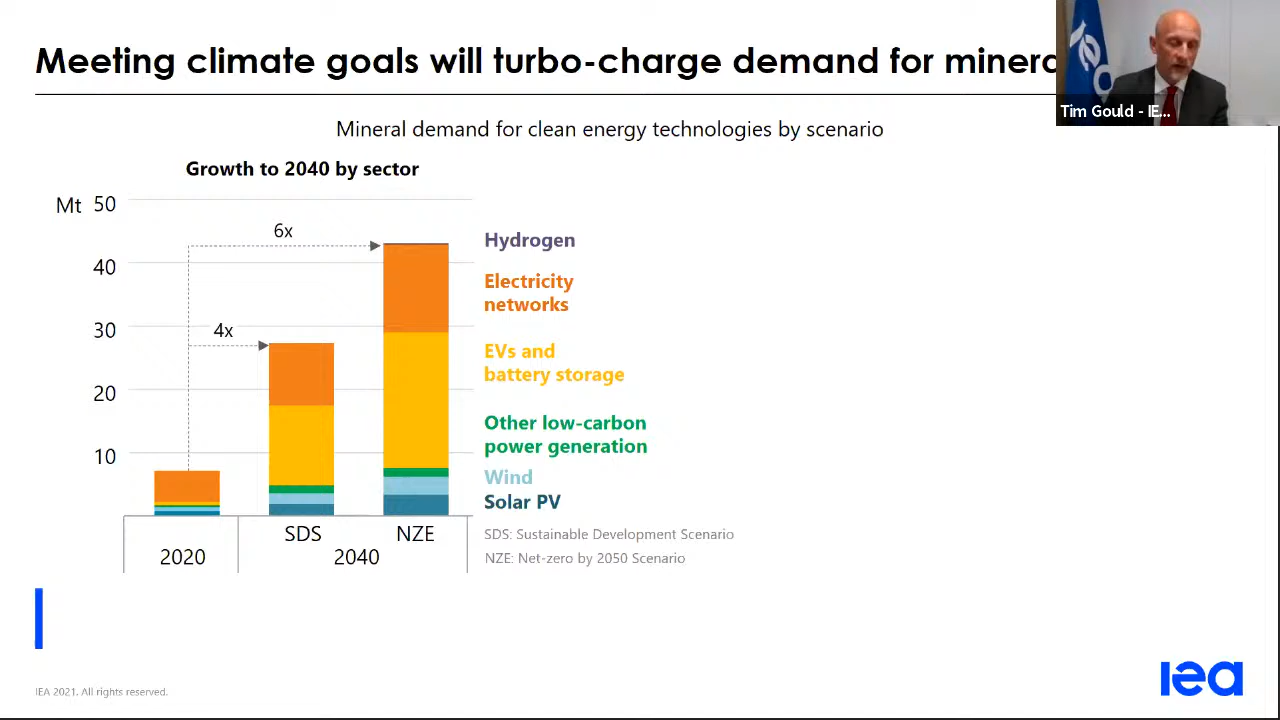 Meeting climate goals will turbo-charge demand for
Tim Gould - IE...
Mineral demand for clean energy technologies by scenario
Growth to 2040 by sector
Mt 50
40
30
20
10
6x
4x
Hydrogen
Electricity
networks
EVs and
battery storage
Other low-carbon
power generation
Wind
Solar PV
SDS
NZE
2020
2040
SDS: Sustainable Development Scenario
NZE: Net-zero by 2050 Scenario
IEA 2021. All rights reserved.
iea
iea